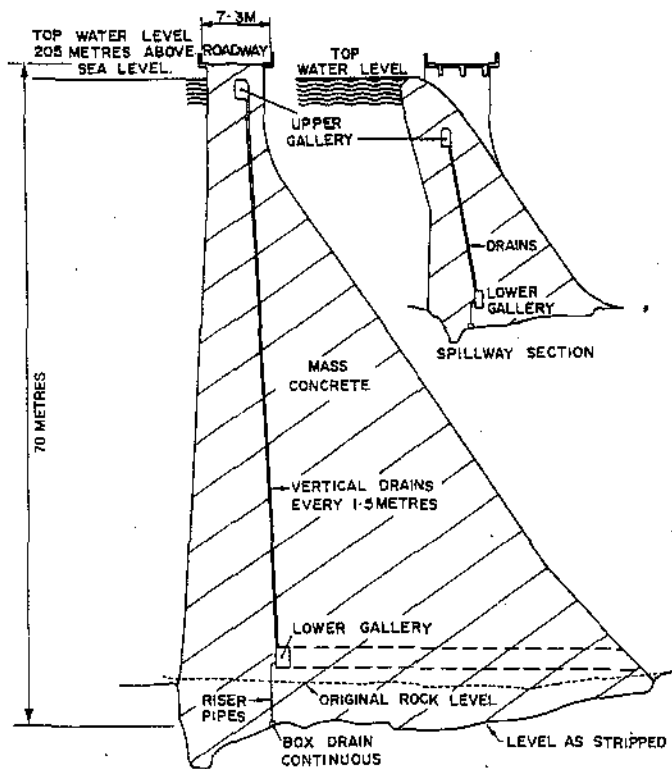 7·3M
TOP WATER LEVEL
205 METRES ABOVE
SEA LEVEL.
ROADWAY
TOP
WATER LEVEL
UPPER
GALLERY
DRAINS
LOWER
GALLERY
SPILLWAY SECTION
MASS
CONCRETE
70 METRES
VERTICAL DRAINS
EVERY 1·5 METRES
LOWER GALLERY
RISER
PIPES
ORIGINAL ROCK LEVEL
BOX DRAIN
CONTINUOUS
LEVEL AS STRIPPED